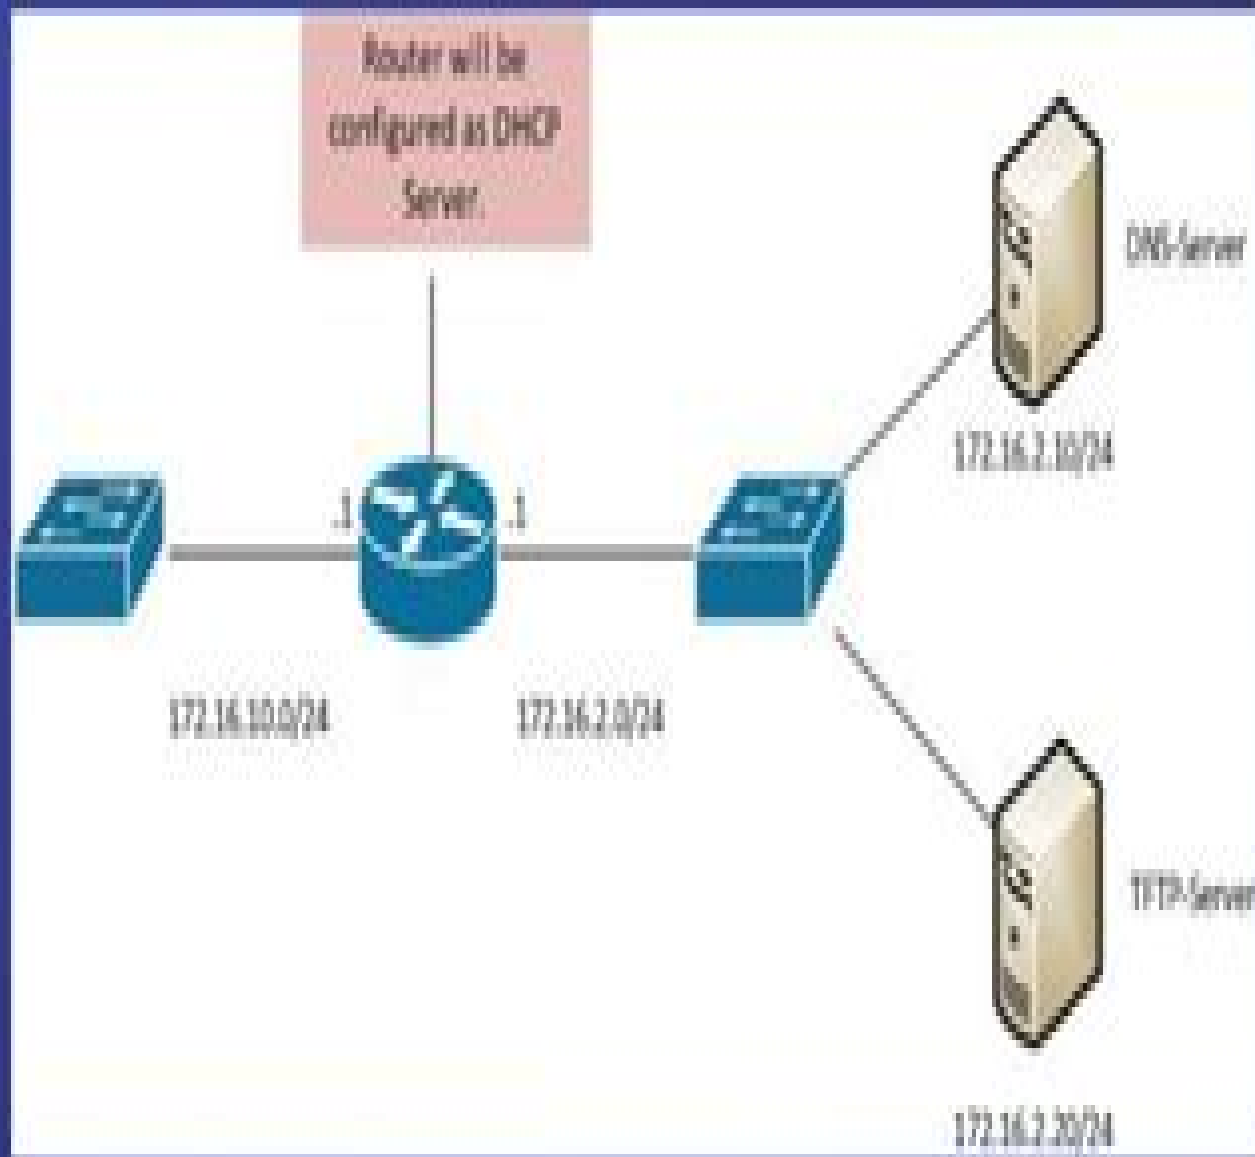 Router will be
configured as DHCP
Server.
DNS-Server
172.16.2.10/24
.1
.1
172.16.10.0/24
172.16.2.0/24
TFTP-Server
172.16.2.20/24